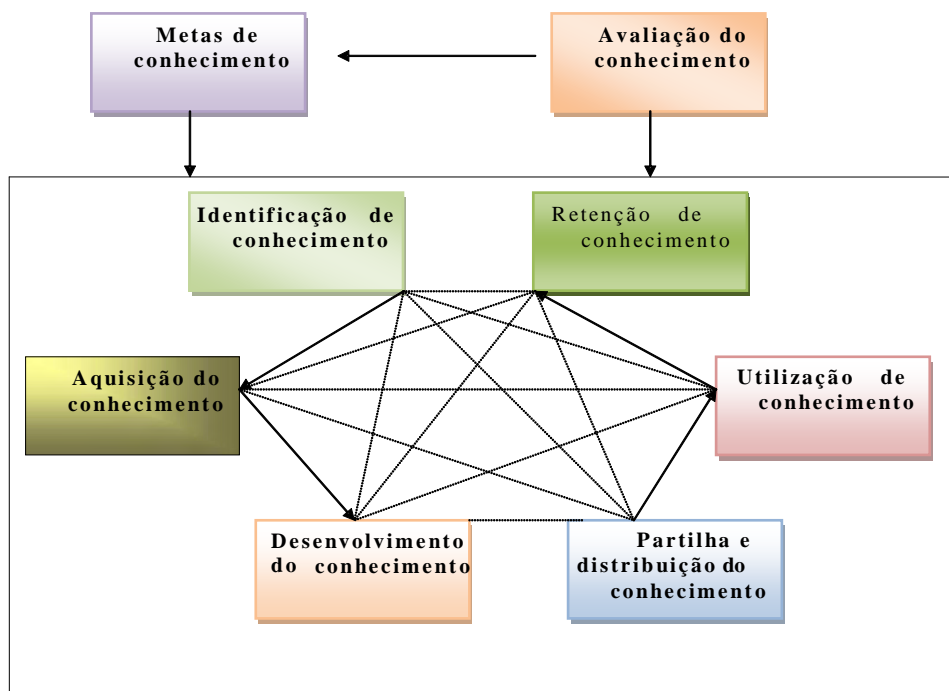 Metas de
conhecimento
Avaliação do
conhecimento
Identificação de
conhecimento
Retenção de
conhecimento
Aquisição do
conhecimento
Utilização de
conhecimento
Desenvolvimento
do conhecimento
Partilha e
distribuição do
conhecimento